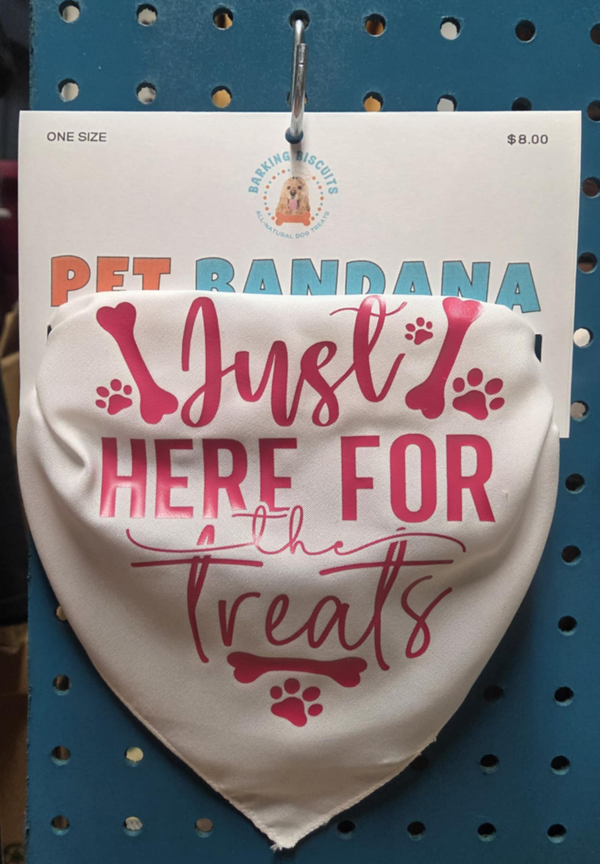 ONE SIZE
$8.00
BARKING BISCUITS
ALL-NATURAL DOG TREATS
PET BANDANA
Just
HERE FOR
the
Treats